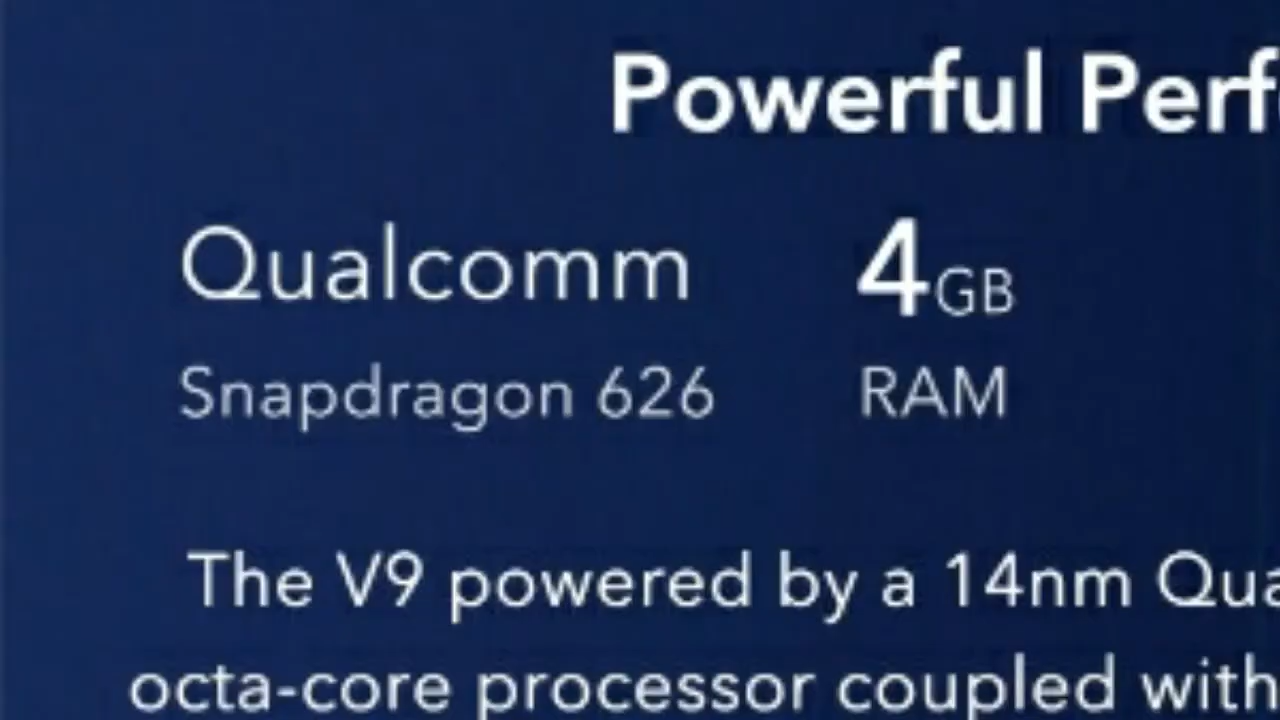 Powerful Perf
Qualcomm
Snapdragon 626
4GB
RAM
The V9 powered by a 14nm Qua
octa-core processor coupled with